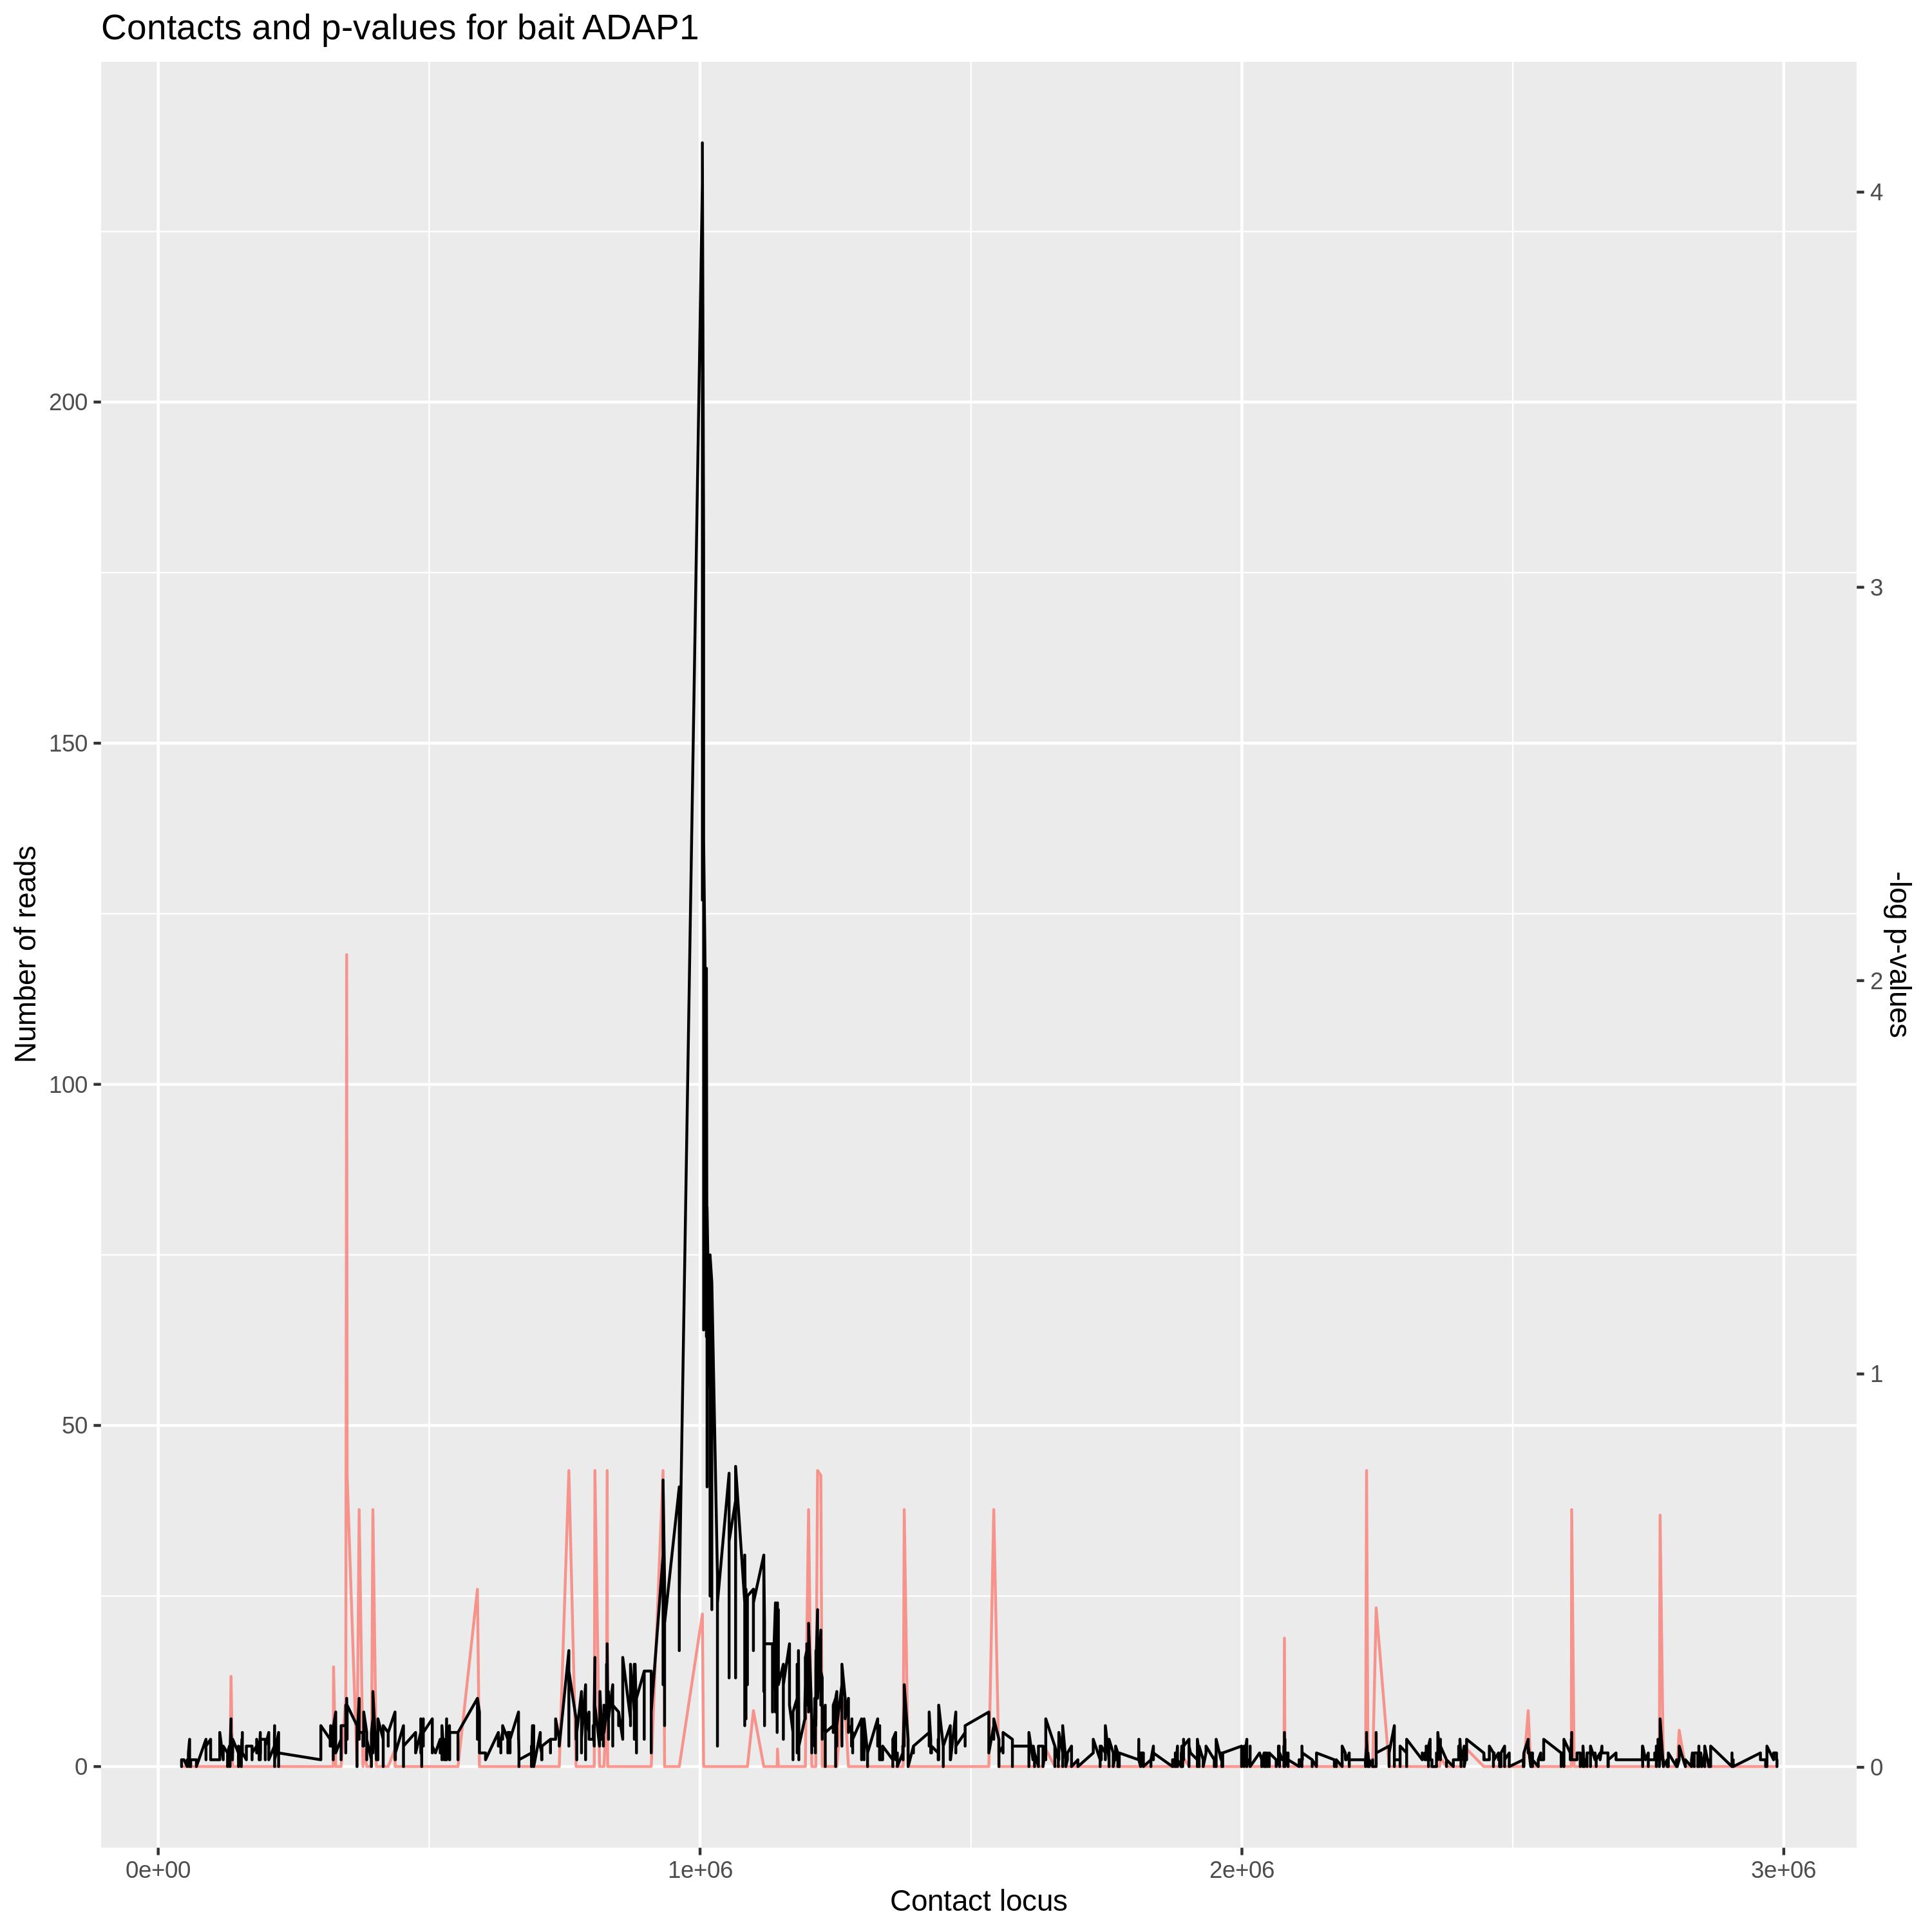 Contacts and p-values for bait ADAP1
Number of reads
200
150
100
50
0
4
3
2
1
0
-log p-values
0e+00
1e+06
2e+06
3e+06
Contact locus